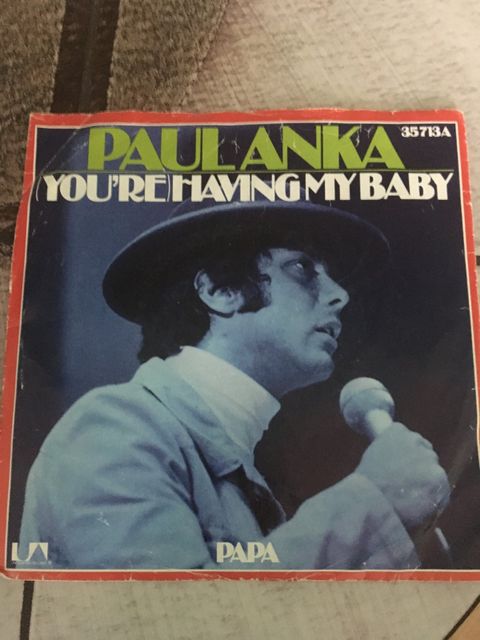 PAUL ANKA
35713A
(YOU'RE) HAVING MY BABY
UA
PAPA